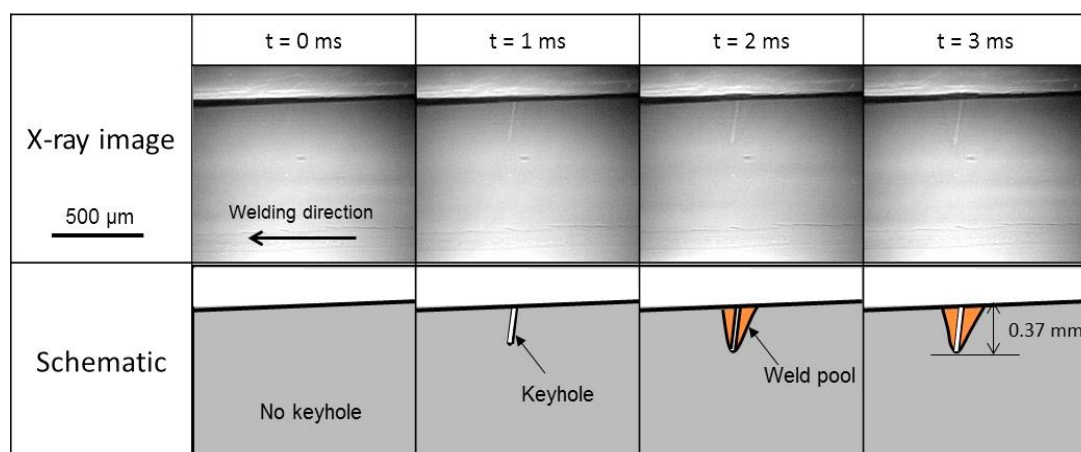 t = 0 ms
t = 1 ms
t = 2 ms
t = 3 ms
X-ray image
500 µm
Welding direction
Schematic
No keyhole
Keyhole
Weld pool
0.37 mm